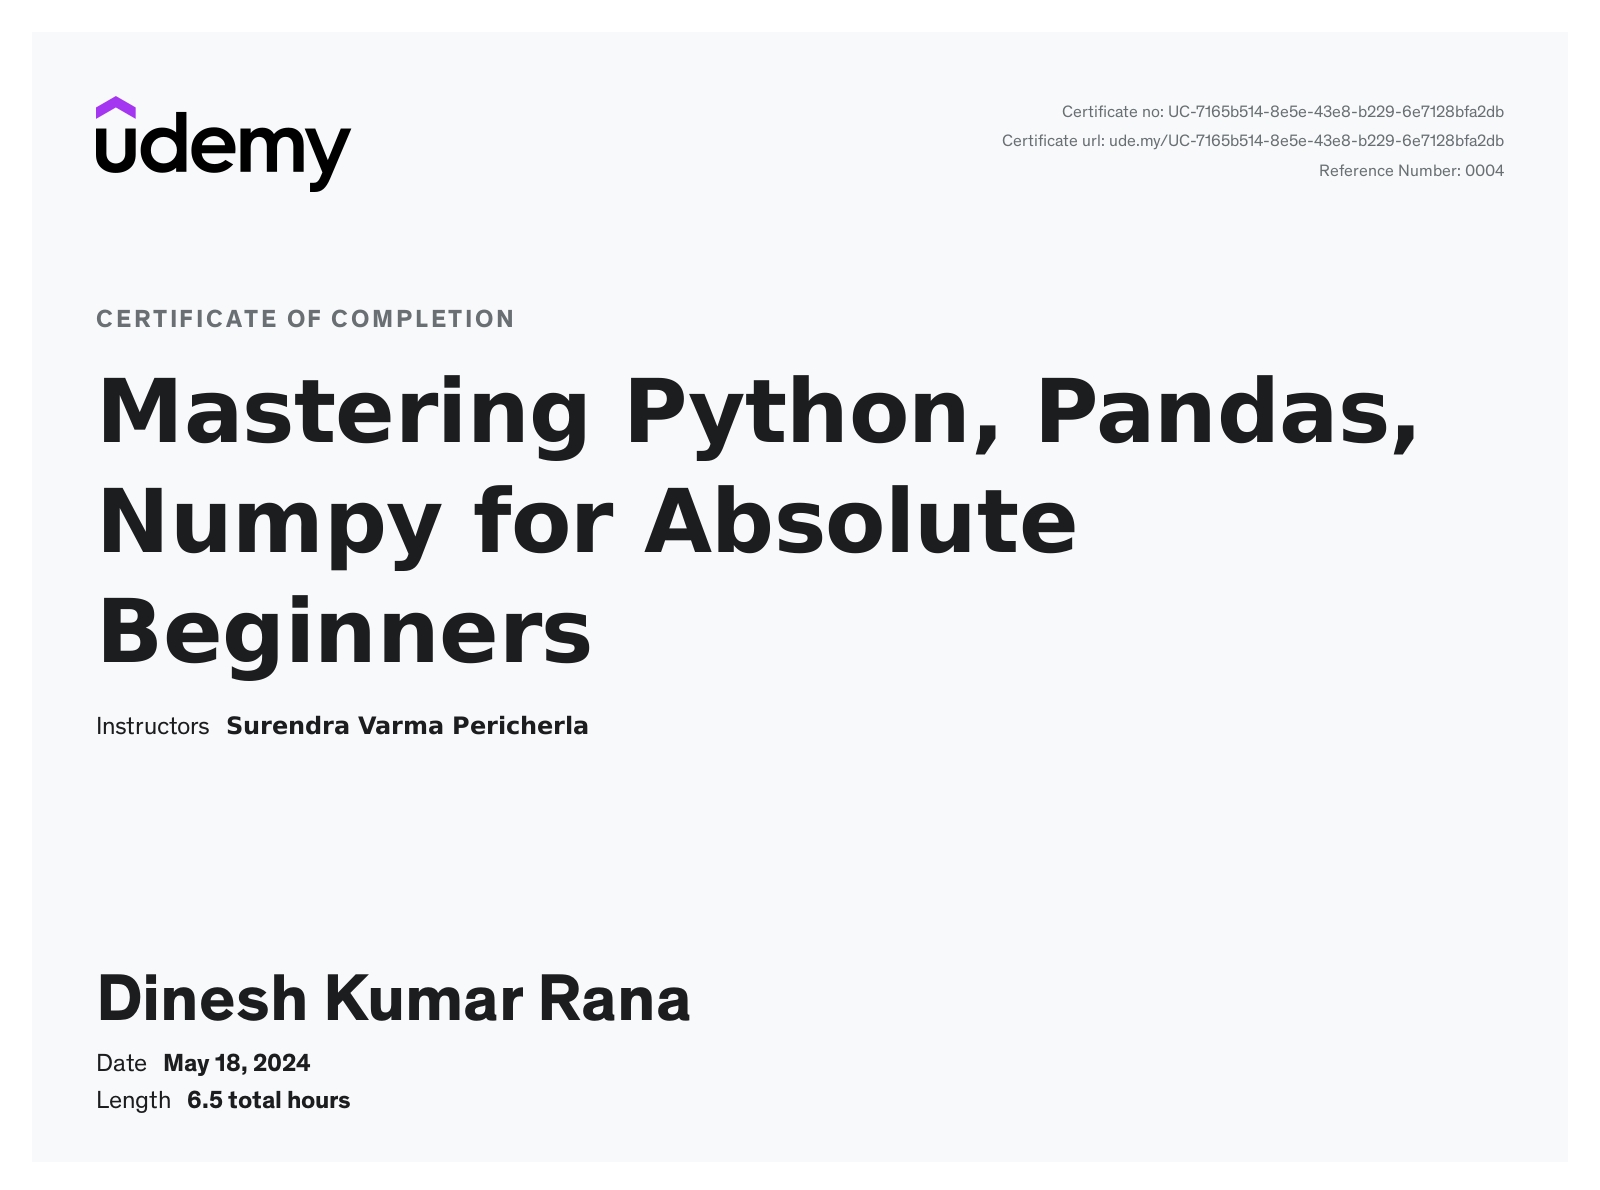 udemy
Certificate no: UC-7165b514-8e5e-43e8-b229-6e7128bfa2db
Certificate url: ude.my/UC-7165b514-8e5e-43e8-b229-6e7128bfa2db
Reference Number: 0004
CERTIFICATE OF COMPLETION
Mastering Python, Pandas,
Numpy for Absolute
Beginners
Instructors Surendra Varma Pericherla
Dinesh Kumar Rana
Date May 18, 2024
Length 6.5 total hours